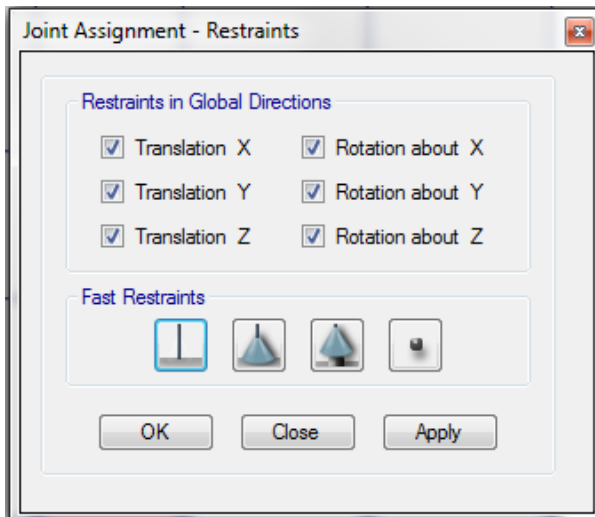 Joint Assignment - Restraints
Restraints in Global Directions
Translation X Rotation about X
Translation Y Rotation about Y
Translation Z Rotation about Z
Fast Restraints
OK Close Apply